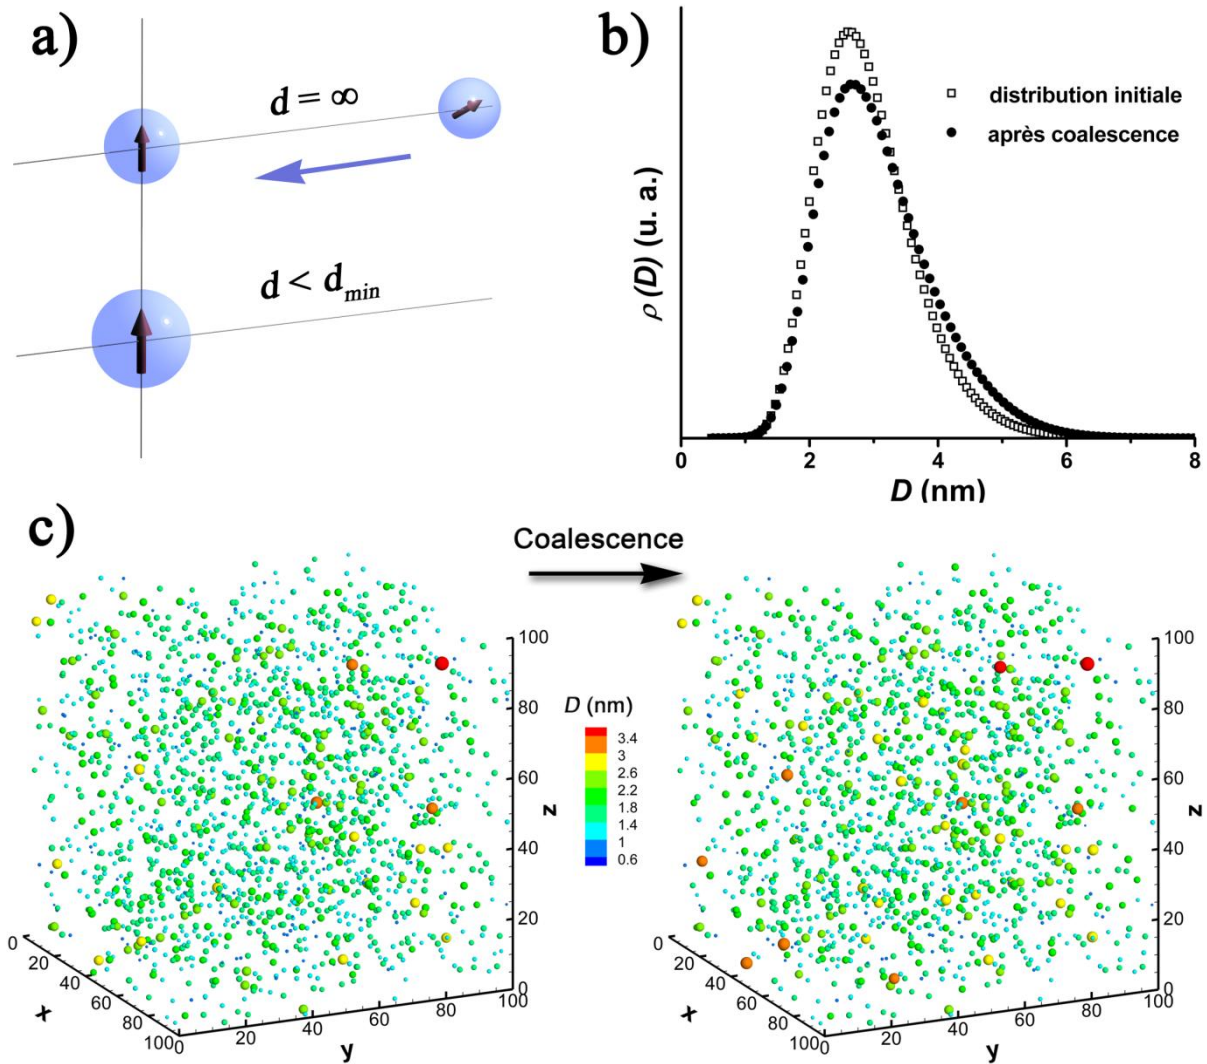 a)
d = ∞
d < d_min
b)
distribution initiale
après coalescence
ρ (D) (u. a.)
0 2 4 6 8
D (nm)
c)
Coalescence
100
80
60
40
20
0
z
0
20
40
60
80
100
x
0 20 40 60 80 100
y
D (nm)
3.4
3
2.6
2.2
1.8
1.4
1
0.6
100
80
60
40
20
0
z
0
20
40
60
80
100
x
0 20 40 60 80 100
y